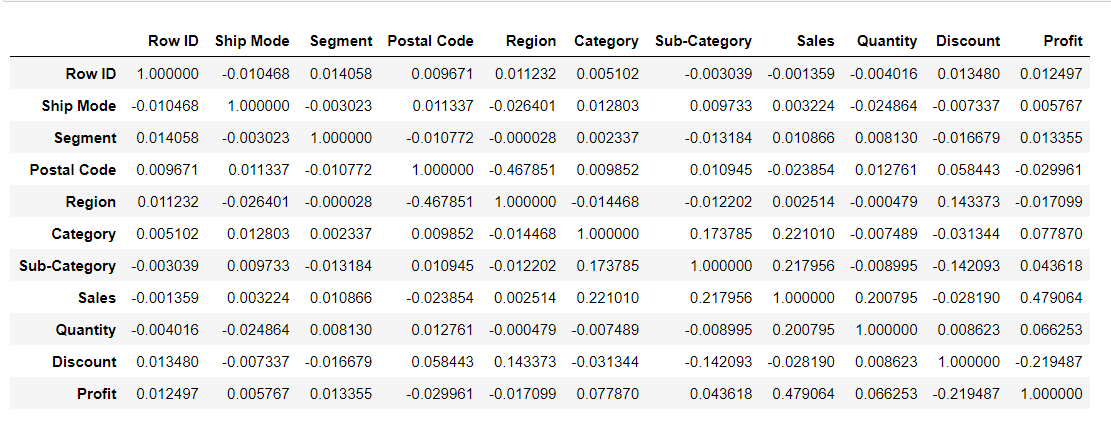 Row ID Ship Mode Segment Postal Code Region Category Sub-Category Sales Quantity Discount Profit
Row ID 1.000000 -0.010468 0.014058 0.009671 0.011232 0.005102 -0.003039 -0.001359 -0.004016 0.013480 0.012497
Ship Mode -0.010468 1.000000 -0.003023 0.011337 -0.026401 0.012803 0.009733 0.003224 -0.024864 -0.007337 0.005767
Segment 0.014058 -0.003023 1.000000 -0.010772 -0.000028 0.002337 -0.013184 0.010866 0.008130 -0.016679 0.013355
Postal Code 0.009671 0.011337 -0.010772 1.000000 -0.467851 0.009852 0.010945 -0.023854 0.012761 0.058443 -0.029961
Region 0.011232 -0.026401 -0.000028 -0.467851 1.000000 -0.014468 -0.012202 0.002514 -0.000479 0.143373 -0.017099
Category 0.005102 0.012803 0.002337 0.009852 -0.014468 1.000000 0.173785 0.221010 -0.007489 -0.031344 0.077870
Sub-Category -0.003039 0.009733 -0.013184 0.010945 -0.012202 0.173785 1.000000 0.217956 -0.008995 -0.142093 0.043618
Sales -0.001359 0.003224 0.010866 -0.023854 0.002514 0.221010 0.217956 1.000000 0.200795 -0.028190 0.479064
Quantity -0.004016 -0.024864 0.008130 0.012761 -0.000479 -0.007489 -0.008995 0.200795 1.000000 0.008623 0.066253
Discount 0.013480 -0.007337 -0.016679 0.058443 0.143373 -0.031344 -0.142093 -0.028190 0.008623 1.000000 -0.219487
Profit 0.012497 0.005767 0.013355 -0.029961 -0.017099 0.077870 0.043618 0.479064 0.066253 -0.219487 1.000000